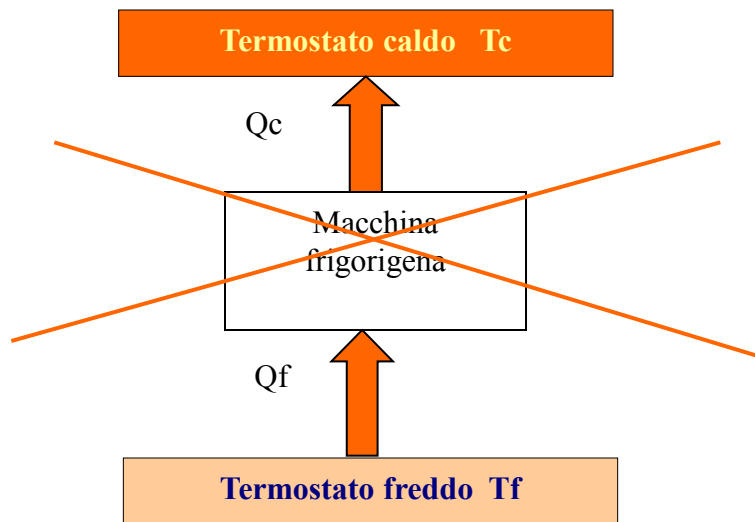 Termostato caldo Tc
Qc
Macchina
frigorigena
Qf
Termostato freddo Tf